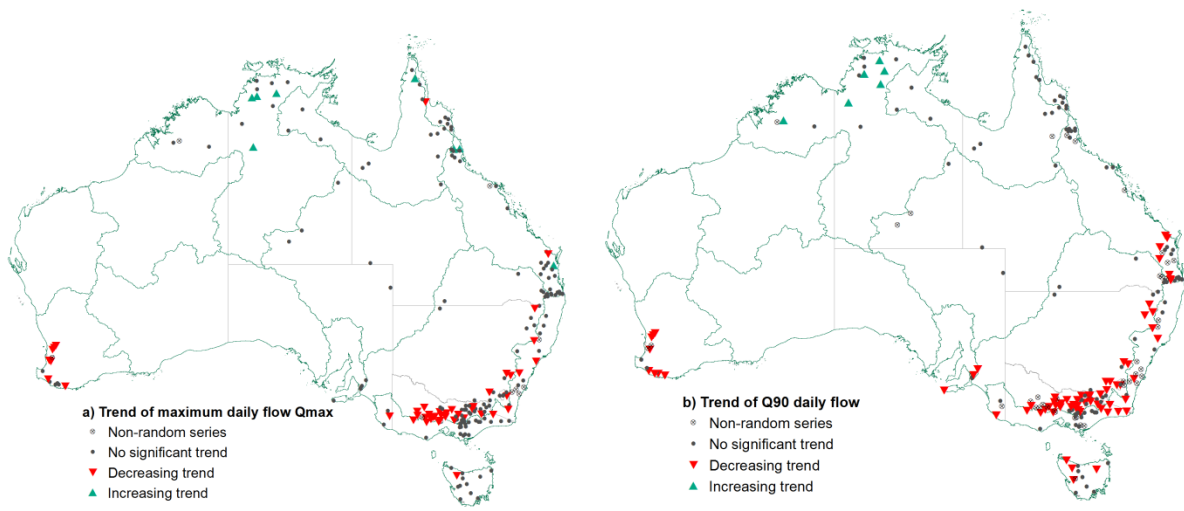 a) Trend of maximum daily flow Qmax
Non-random series
No significant trend
Decreasing trend
Increasing trend
b) Trend of Q90 daily flow
Non-random series
No significant trend
Decreasing trend
Increasing trend